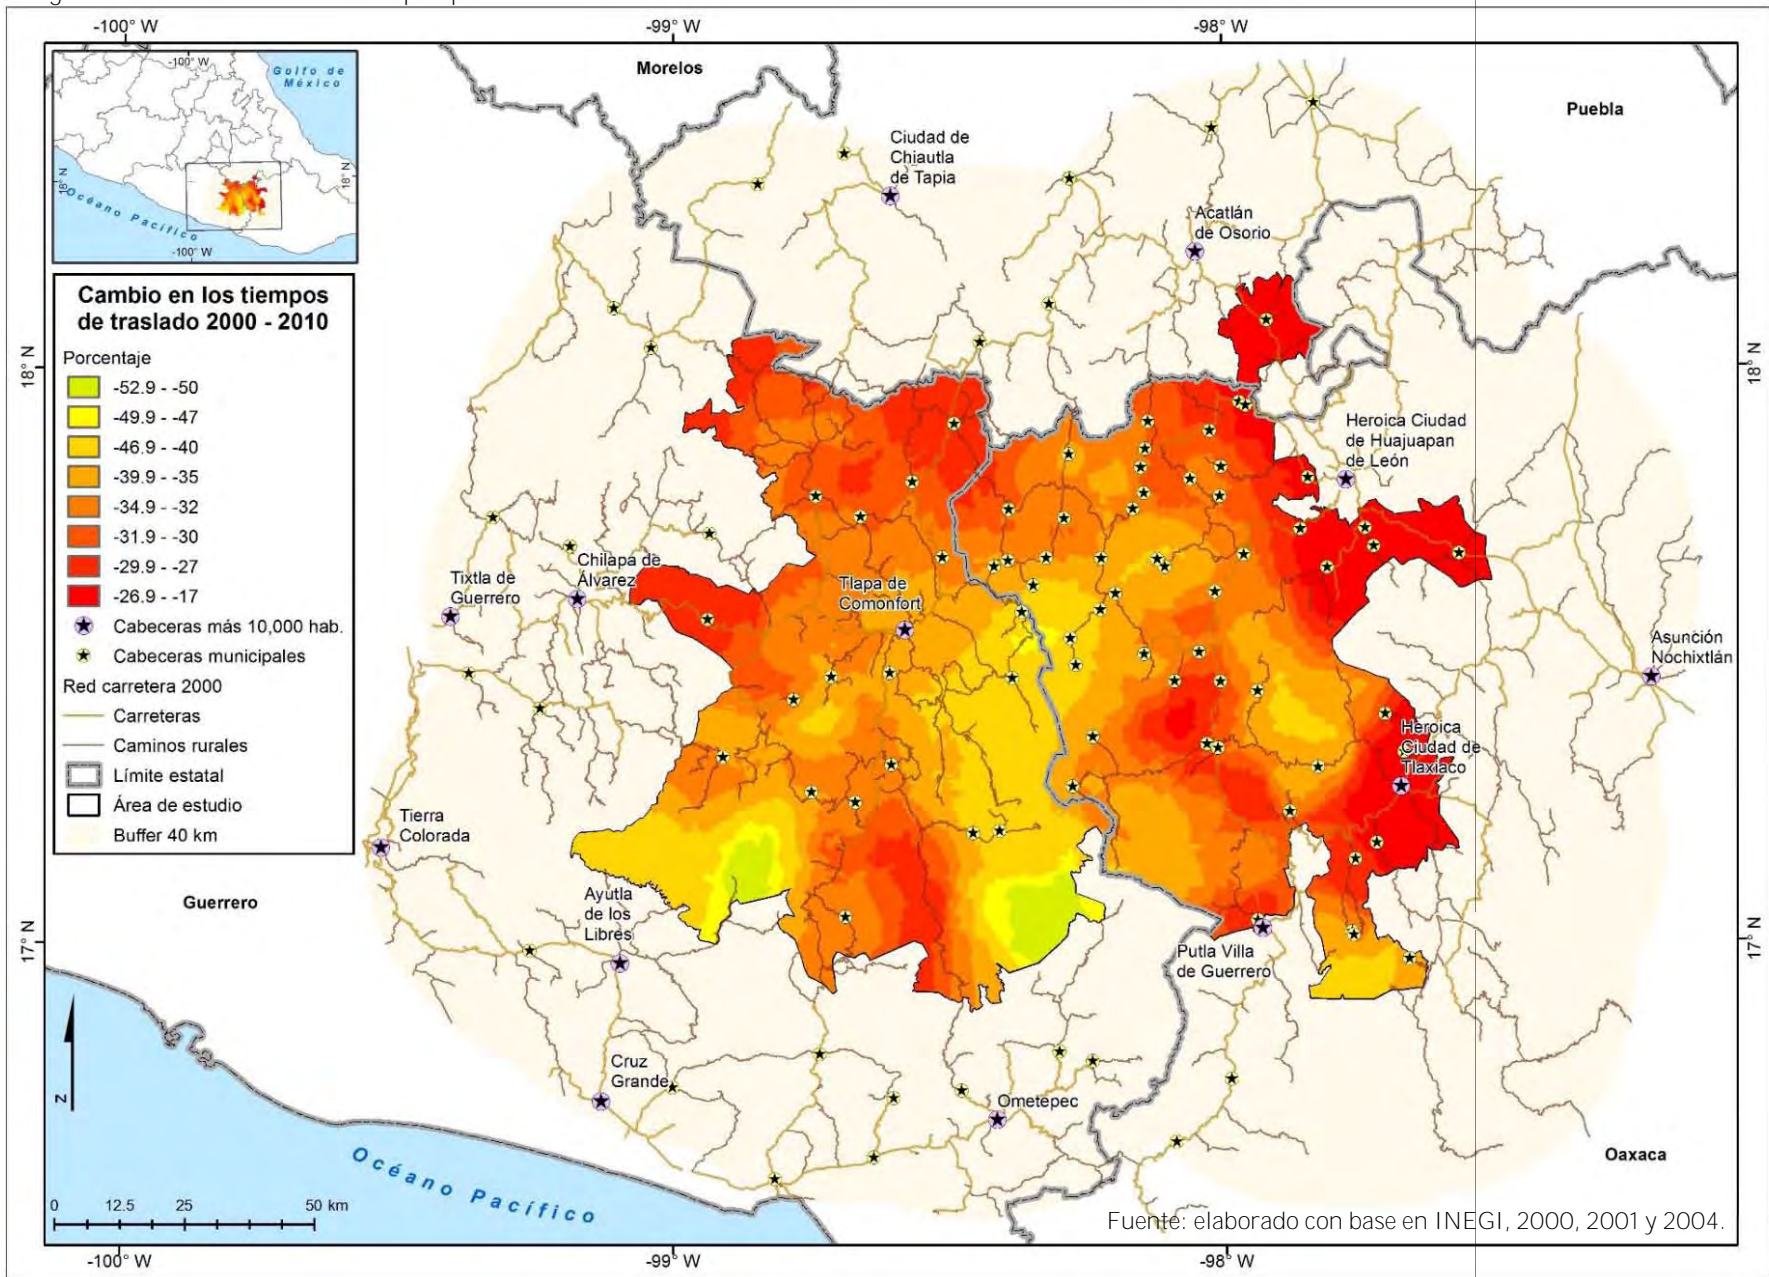 -100° W
-99° W
-98° W
-100° W
Golfo de
México
18° N
18° N
Océano Pacífico
-100° W
Morelos
Puebla
Ciudad de
Chiautla
de Tapia
Acatlán
de Osorio
Cambio en los tiempos
de traslado 2000 - 2010
Porcentaje
-52.9 - -50
-49.9 - -47
-46.9 - -40
-39.9 - -35
-34.9 - -32
-31.9 - -30
-29.9 - -27
-26.9 - -17
Cabeceras más 10,000 hab.
Cabeceras municipales
Red carretera 2000
Carreteras
Caminos rurales
Límite estatal
Área de estudio
Buffer 40 km
18° N
18° N
Heroica Ciudad
de Huajuapan
de León
Chilapa de
Álvarez
Tixtla de
Guerrero
Tlapa de
Comonfort
Asunción
Nochixtlán
Heroica
Ciudad de
Tlaxiaco
Tierra
Colorada
Guerrero
Ayutla
de los
Libres
17° N
17° N
Putla Villa
de Guerrero
Cruz
Grande
Ometepec
Oaxaca
N
Océano Pacífico
0 12.5 25 50 km
Fuente: elaborado con base en INEGI, 2000, 2001 y 2004.
-100° W
-99° W
-98° W